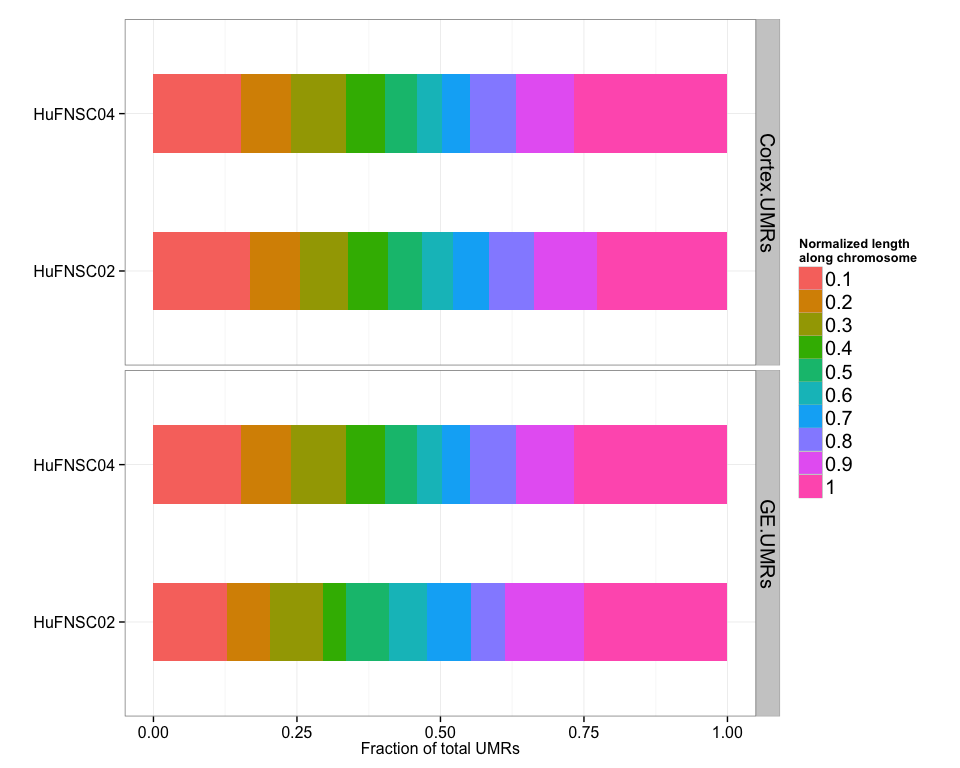 HuFNSC04
HuFNSC02
Cortex.UMRs
HuFNSC04
HuFNSC02
GE.UMRs
0.00
0.25
0.50
0.75
1.00
Fraction of total UMRs
Normalized length
along chromosome
0.1
0.2
0.3
0.4
0.5
0.6
0.7
0.8
0.9
1